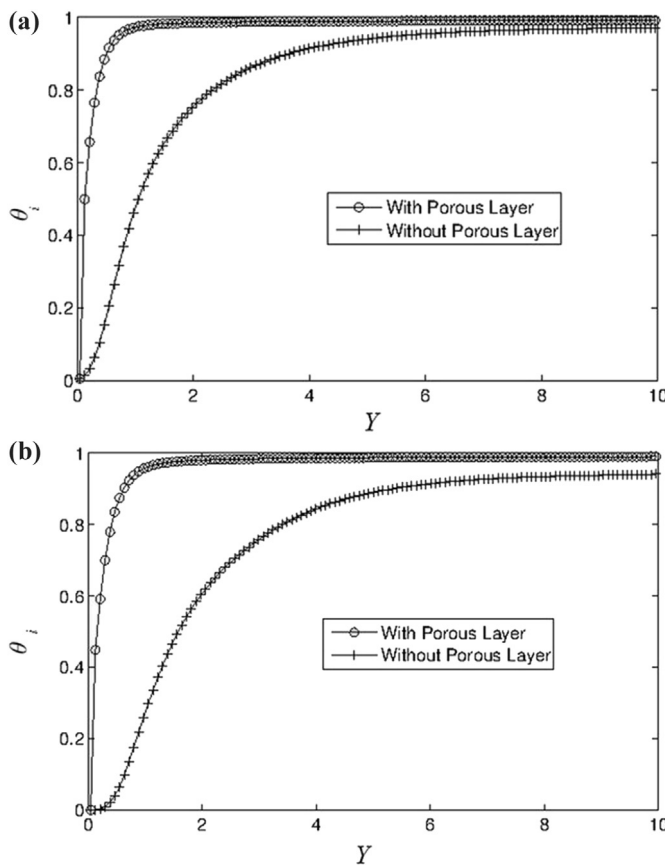 (a)
1
0.8
0.6
0.4
0.2
0
θ i
With Porous Layer
Without Porous Layer
0 2 4 6 8 10
Y
(b)
1
0.8
0.6
0.4
0.2
0
θ i
With Porous Layer
Without Porous Layer
0 2 4 6 8 10
Y